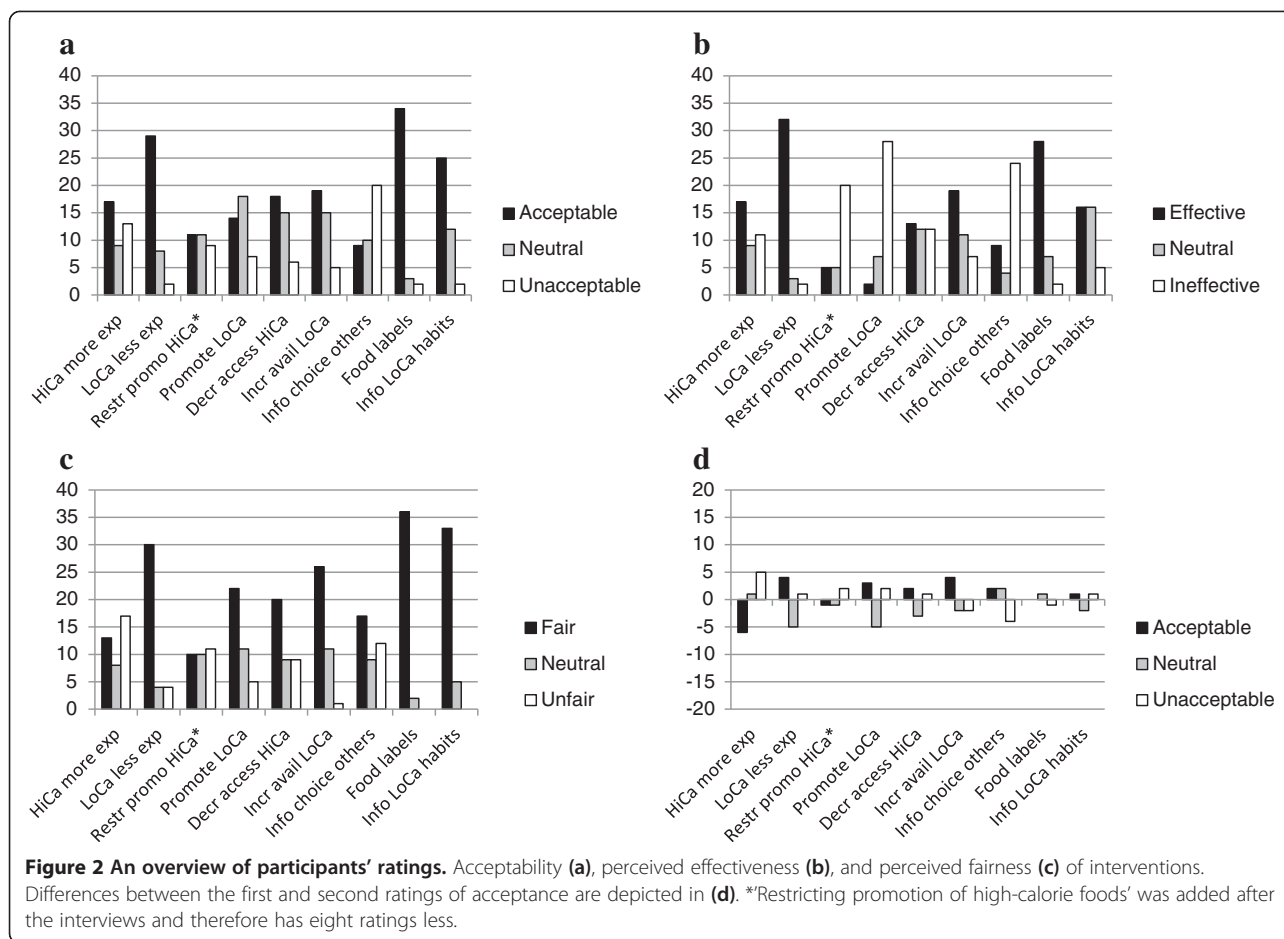 a
40
35
30
25
20
15
10
5
0
HiCa more exp
LoCa less exp
Restr promo HiCa*
Promote LoCa
Decr access HiCa
Incr avail LoCa
Info choice others
Food labels
Info LoCa habits
Acceptable
Neutral
Unacceptable
b
40
35
30
25
20
15
10
5
0
HiCa more exp
LoCa less exp
Restr promo HiCa*
Promote LoCa
Decr access HiCa
Incr avail LoCa
Info choice others
Food labels
Info LoCa habits
Effective
Neutral
Ineffective
c
40
35
30
25
20
15
10
5
0
HiCa more exp
LoCa less exp
Restr promo HiCa*
Promote LoCa
Decr access HiCa
Incr avail LoCa
Info choice others
Food labels
Info LoCa habits
Fair
Neutral
Unfair
d
20
15
10
5
0
-5
-10
-15
-20
HiCa more exp
LoCa less exp
Restr promo HiCa*
Promote LoCa
Decr access HiCa
Incr avail LoCa
Info choice others
Food labels
Info LoCa habits
Acceptable
Neutral
Unacceptable
Figure 2 An overview of participants' ratings. Acceptability (a), perceived effectiveness (b), and perceived fairness (c) of interventions.
Differences between the first and second ratings of acceptance are depicted in (d). *'Restricting promotion of high-calorie foods' was added after
the interviews and therefore has eight ratings less.